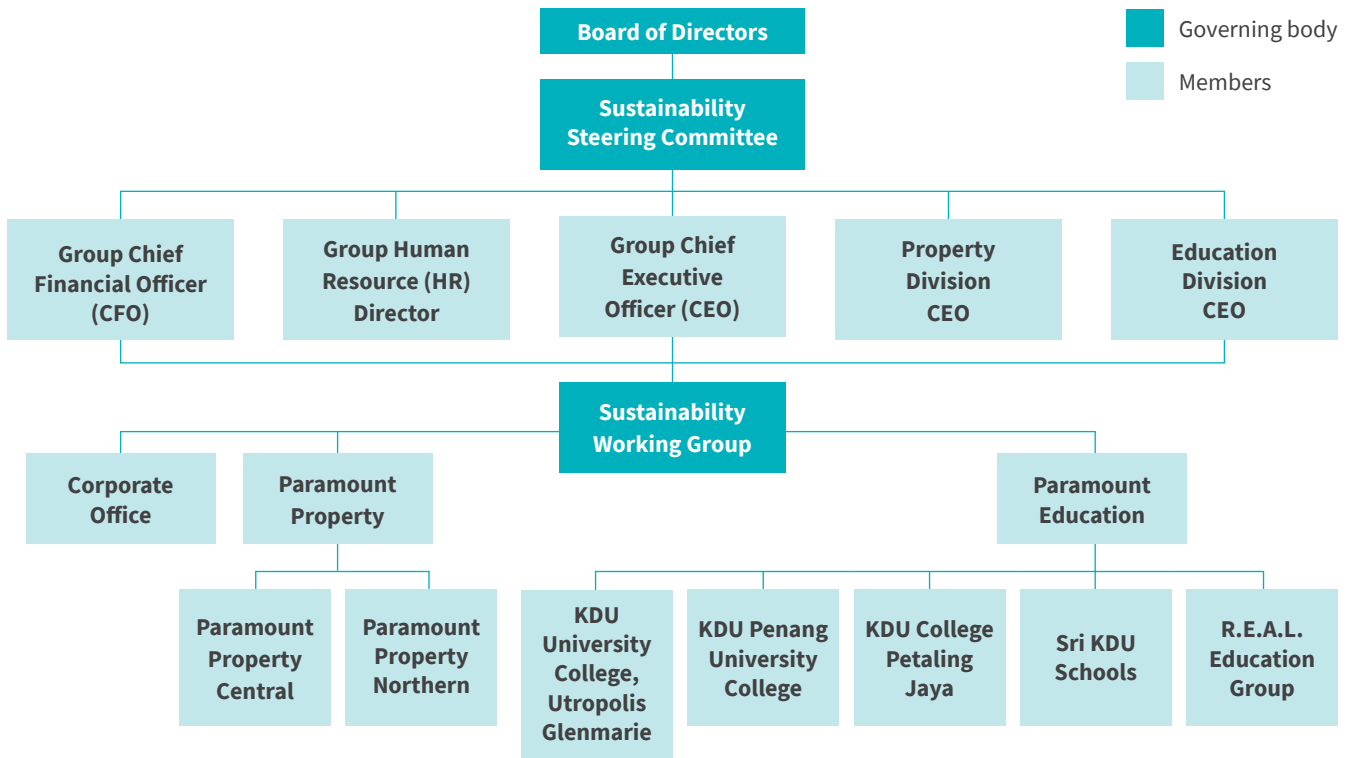 Board of Directors
Governing body
Members
Sustainability
Steering Committee
Group Chief
Financial Officer
(CFO)
Group Human
Resource (HR)
Director
Group Chief
Executive
Officer (CEO)
Property
Division
CEO
Education
Division
CEO
Sustainability
Working Group
Corporate
Office
Paramount
Property
Paramount
Education
Paramount
Property
Central
Paramount
Property
Northern
KDU
University
College,
Utropolis
Glenmarie
KDU Penang
University
College
KDU College
Petaling
Jaya
Sri KDU
Schools
R.E.A.L.
Education
Group